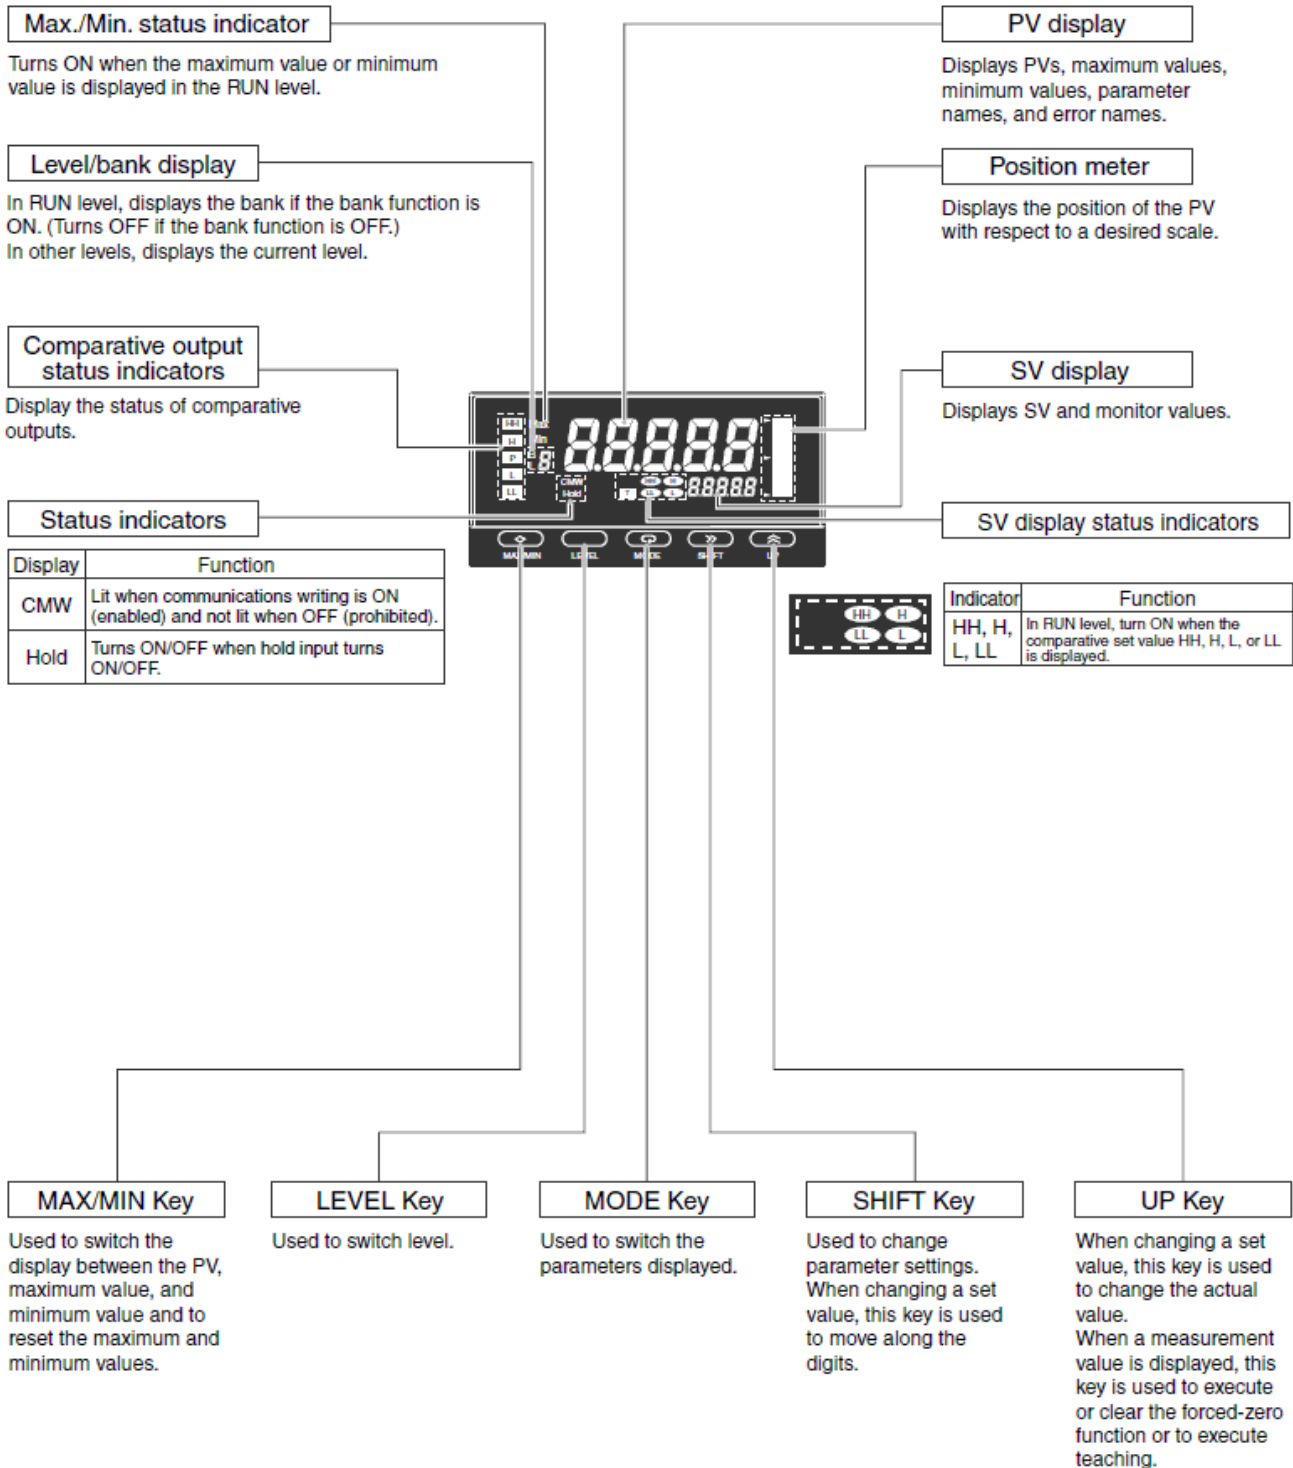 Max./Min. status indicator
Turns ON when the maximum value or minimum
value is displayed in the RUN level.
Level/bank display
In RUN level, displays the bank if the bank function is
ON. (Turns OFF if the bank function is OFF.)
In other levels, displays the current level.
Comparative output
status indicators
Display the status of comparative
outputs.
Status indicators
Display Function
CMW Lit when communications writing is ON
(enabled) and not lit when OFF (prohibited).
Hold Turns ON/OFF when hold input turns
ON/OFF.
PV display
Displays PVs, maximum values,
minimum values, parameter
names, and error names.
Position meter
Displays the position of the PV
with respect to a desired scale.
SV display
Displays SV and monitor values.
SV display status indicators
Indicator Function
HH, H,
L, LL
In RUN level, turn ON when the
comparative set value HH, H, L, or LL
is displayed.
HH H
LL L
HH
H
P
L
LL
Max
Min
8
88888
CMW
Hold
T
HH H
LL L
88888
MAX/MIN LEVEL MODE SHIFT UP
MAX/MIN Key
Used to switch the
display between the PV,
maximum value, and
minimum value and to
reset the maximum and
minimum values.
LEVEL Key
Used to switch level.
MODE Key
Used to switch the
parameters displayed.
SHIFT Key
Used to change
parameter settings.
When changing a set
value, this key is used
to move along the
digits.
UP Key
When changing a set
value, this key is used
to change the actual
value.
When a measurement
value is displayed, this
key is used to execute
or clear the forced-zero
function or to execute
teaching.